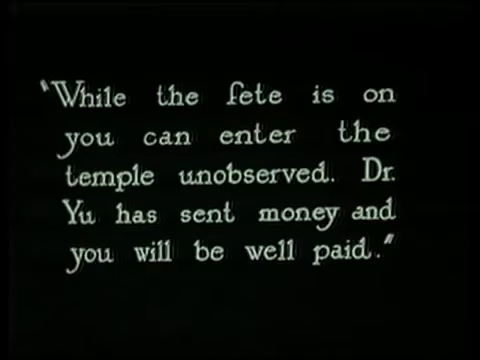 "While the fete is on
you can enter the
temple unobserved. Dr.
Yu has sent money and
you will be well paid."